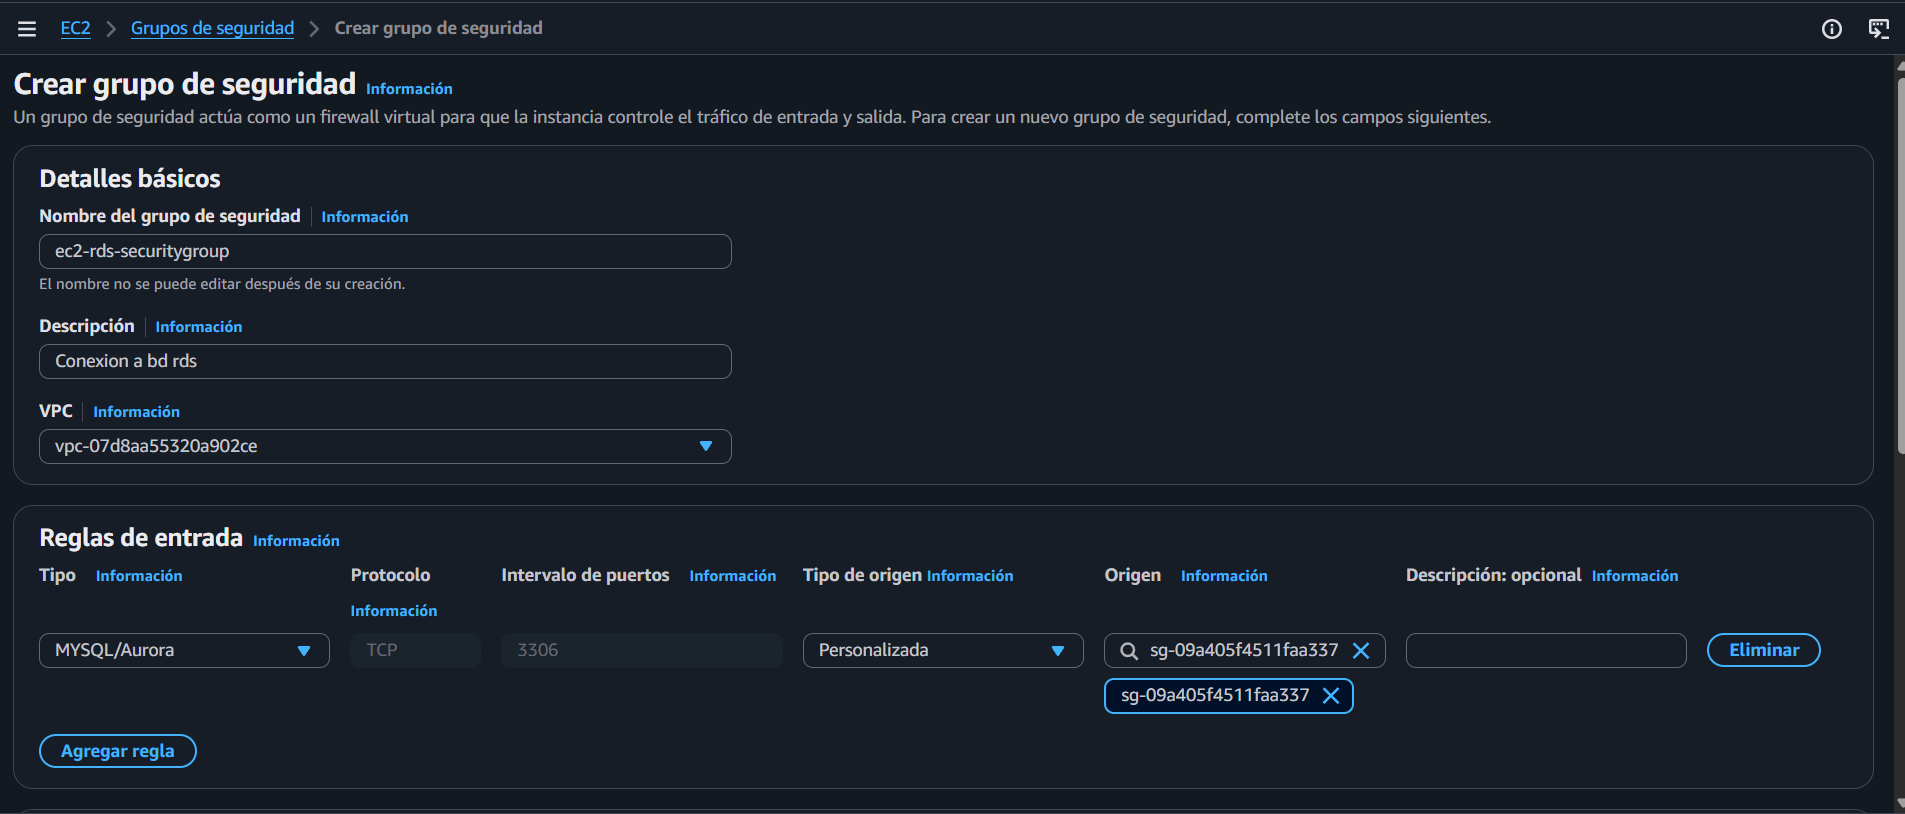 EC2 > Grupos de seguridad > Crear grupo de seguridad
Crear grupo de seguridad Información
Un grupo de seguridad actúa como un firewall virtual para que la instancia controle el tráfico de entrada y salida. Para crear un nuevo grupo de seguridad, complete los campos siguientes.
Detalles básicos
Nombre del grupo de seguridad Información
ec2-rds-securitygroup
El nombre no se puede editar después de su creación.
Descripción Información
Conexion a bd rds
VPC Información
vpc-07d8aa55320a902ce
Reglas de entrada Información
Tipo Información Protocolo Intervalo de puertos Información Tipo de origen Información Origen Información Descripción: opcional Información
Información
MYSQL/Aurora TCP 3306 Personalizada sg-09a405f4511faa337 Eliminar
sg-09a405f4511faa337
Agregar regla